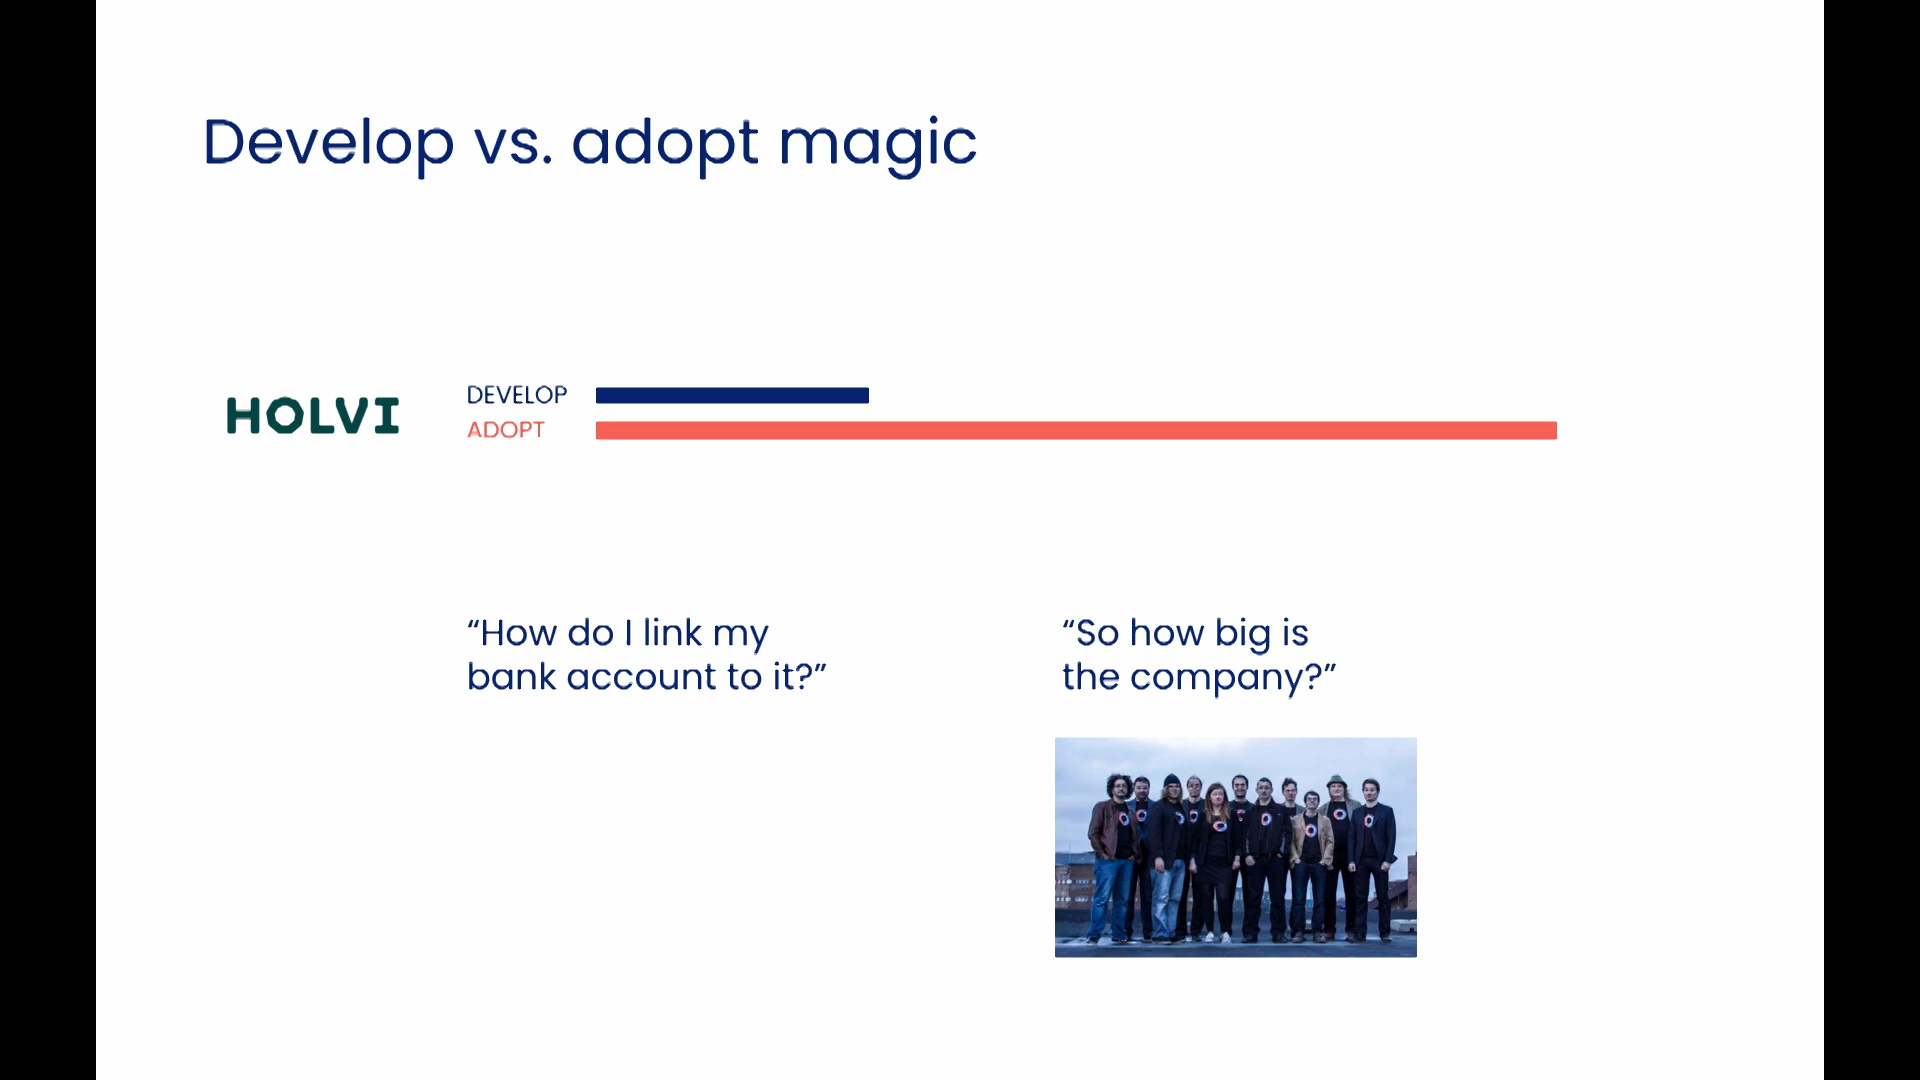 Develop vs. adopt magic
HOLVI
DEVELOP
ADOPT
“How do I link my
bank account to it?”
“So how big is
the company?”